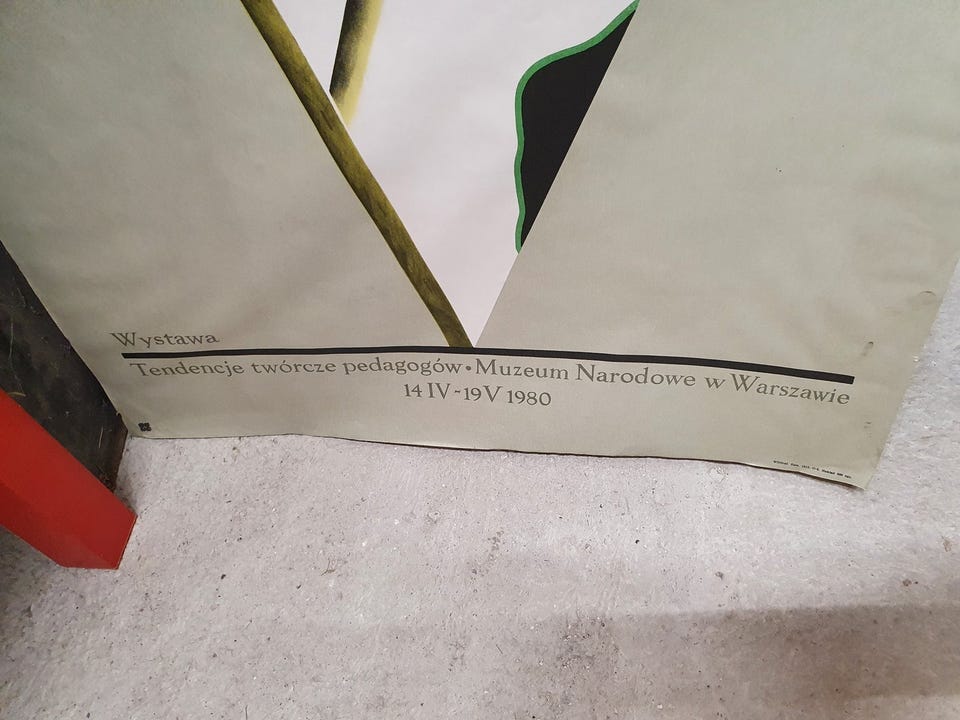 Wystawa
Tendencje twórcze pedagogów • Muzeum Narodowe w Warszawie
14 IV - 19 V 1980